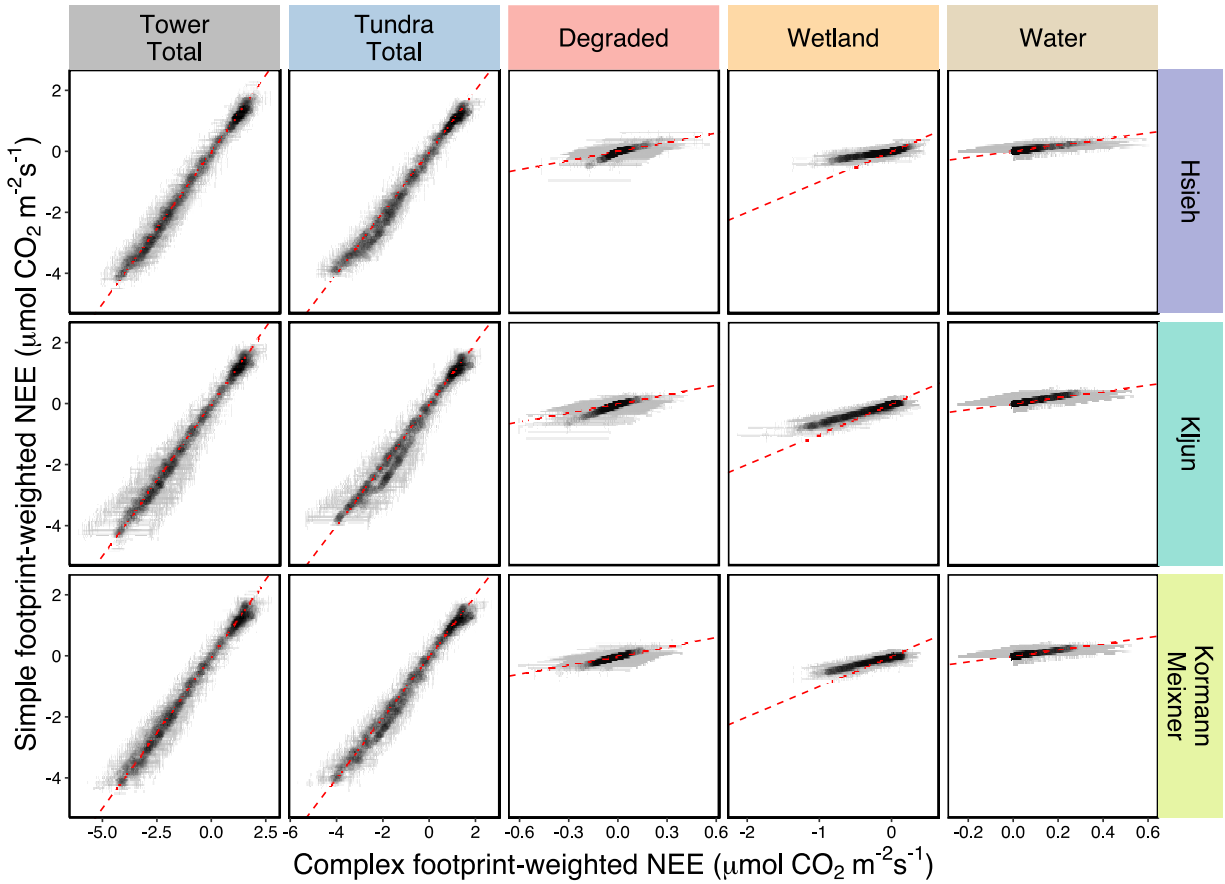 Tower
Total
Tundra
Total
Degraded
Wetland
Water
Simple footprint-weighted NEE (μmol CO₂ m⁻²s⁻¹)
2
0
-2
-4
Hsieh
2
0
-2
-4
Kljun
2
0
-2
-4
Kormann
Meixner
-5.0 -2.5 0.0 2.5
-6 -4 -2 0 2
-0.6 -0.3 0.0 0.3 0.6
-2 -1 0
-0.2 0.0 0.2 0.4 0.6
Complex footprint-weighted NEE (μmol CO₂ m⁻²s⁻¹)